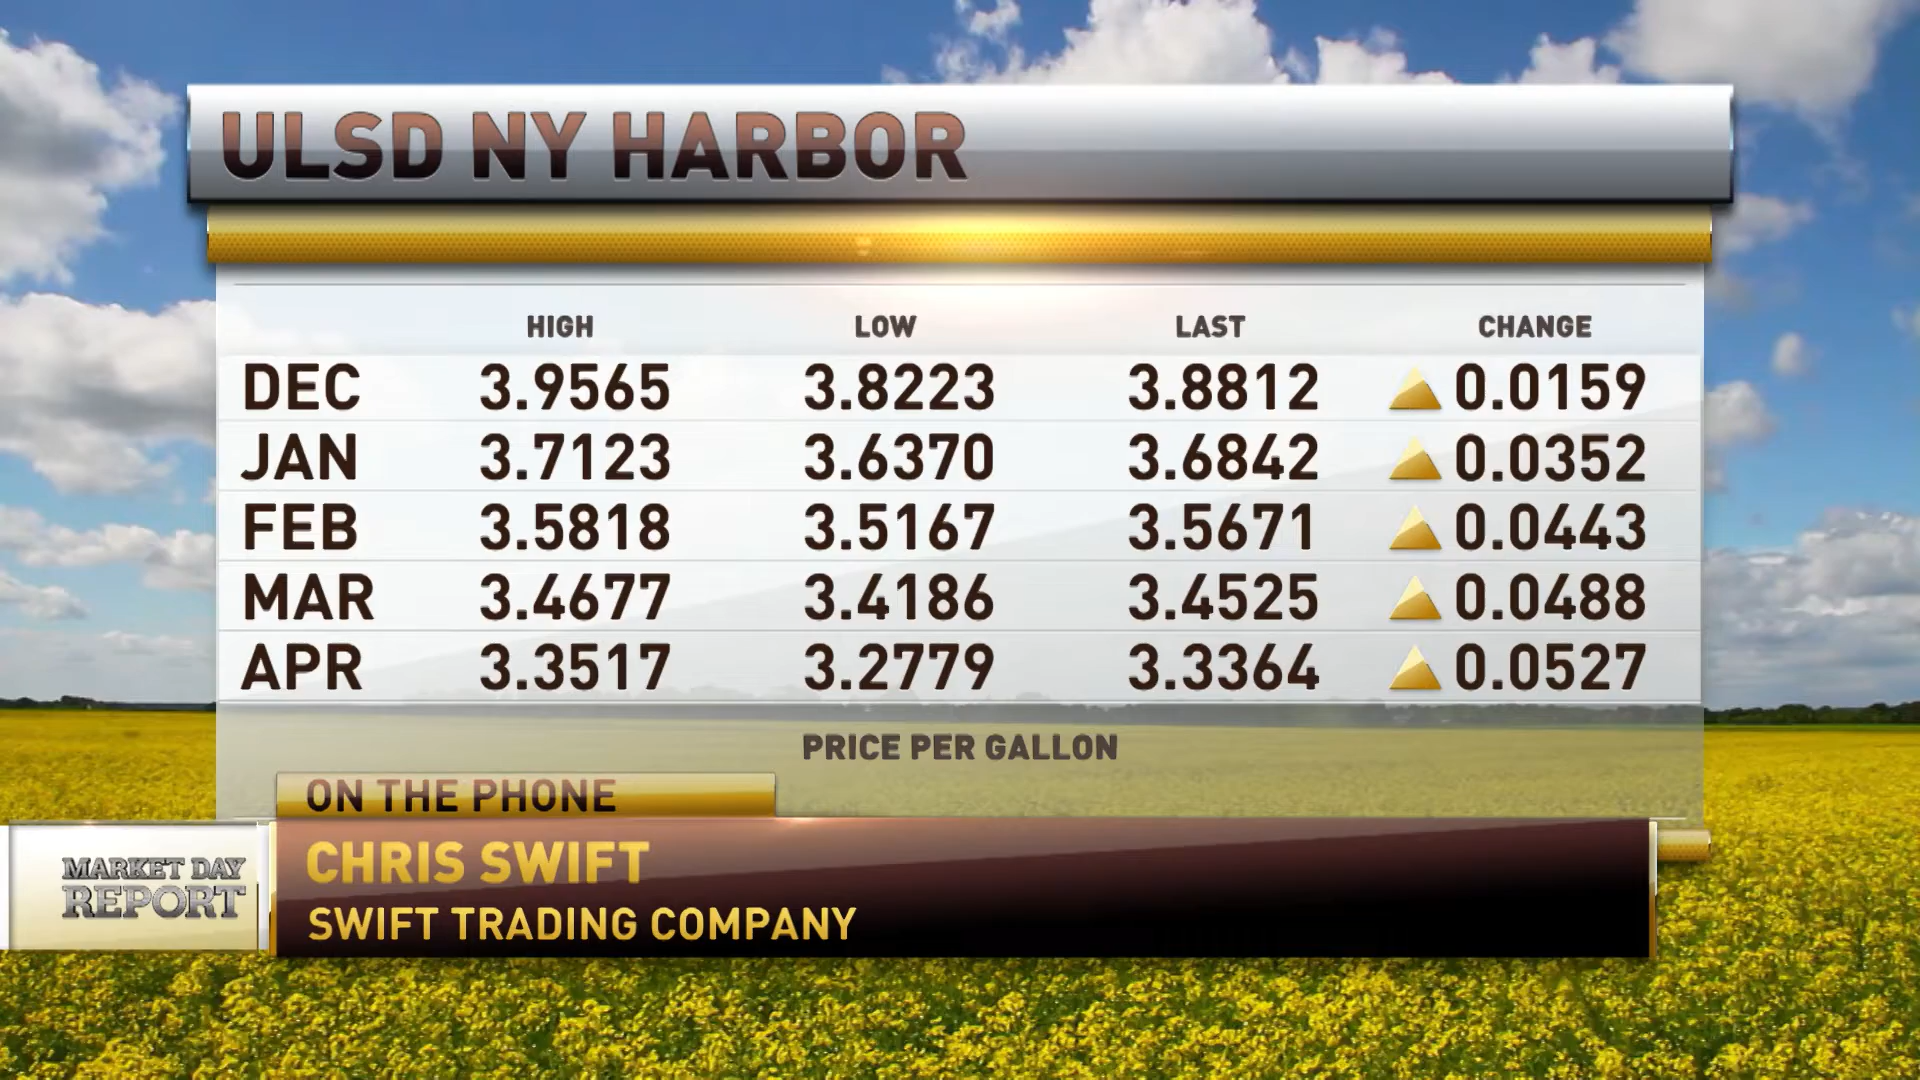 ULSD NY HARBOR
HIGH LOW LAST CHANGE
DEC 3.9565 3.8223 3.8812 0.0159
JAN 3.7123 3.6370 3.6842 0.0352
FEB 3.5818 3.5167 3.5671 0.0443
MAR 3.4677 3.4186 3.4525 0.0488
APR 3.3517 3.2779 3.3364 0.0527
PRICE PER GALLON
ON THE PHONE
CHRIS SWIFT
SWIFT TRADING COMPANY
MARKET DAY
REPORT